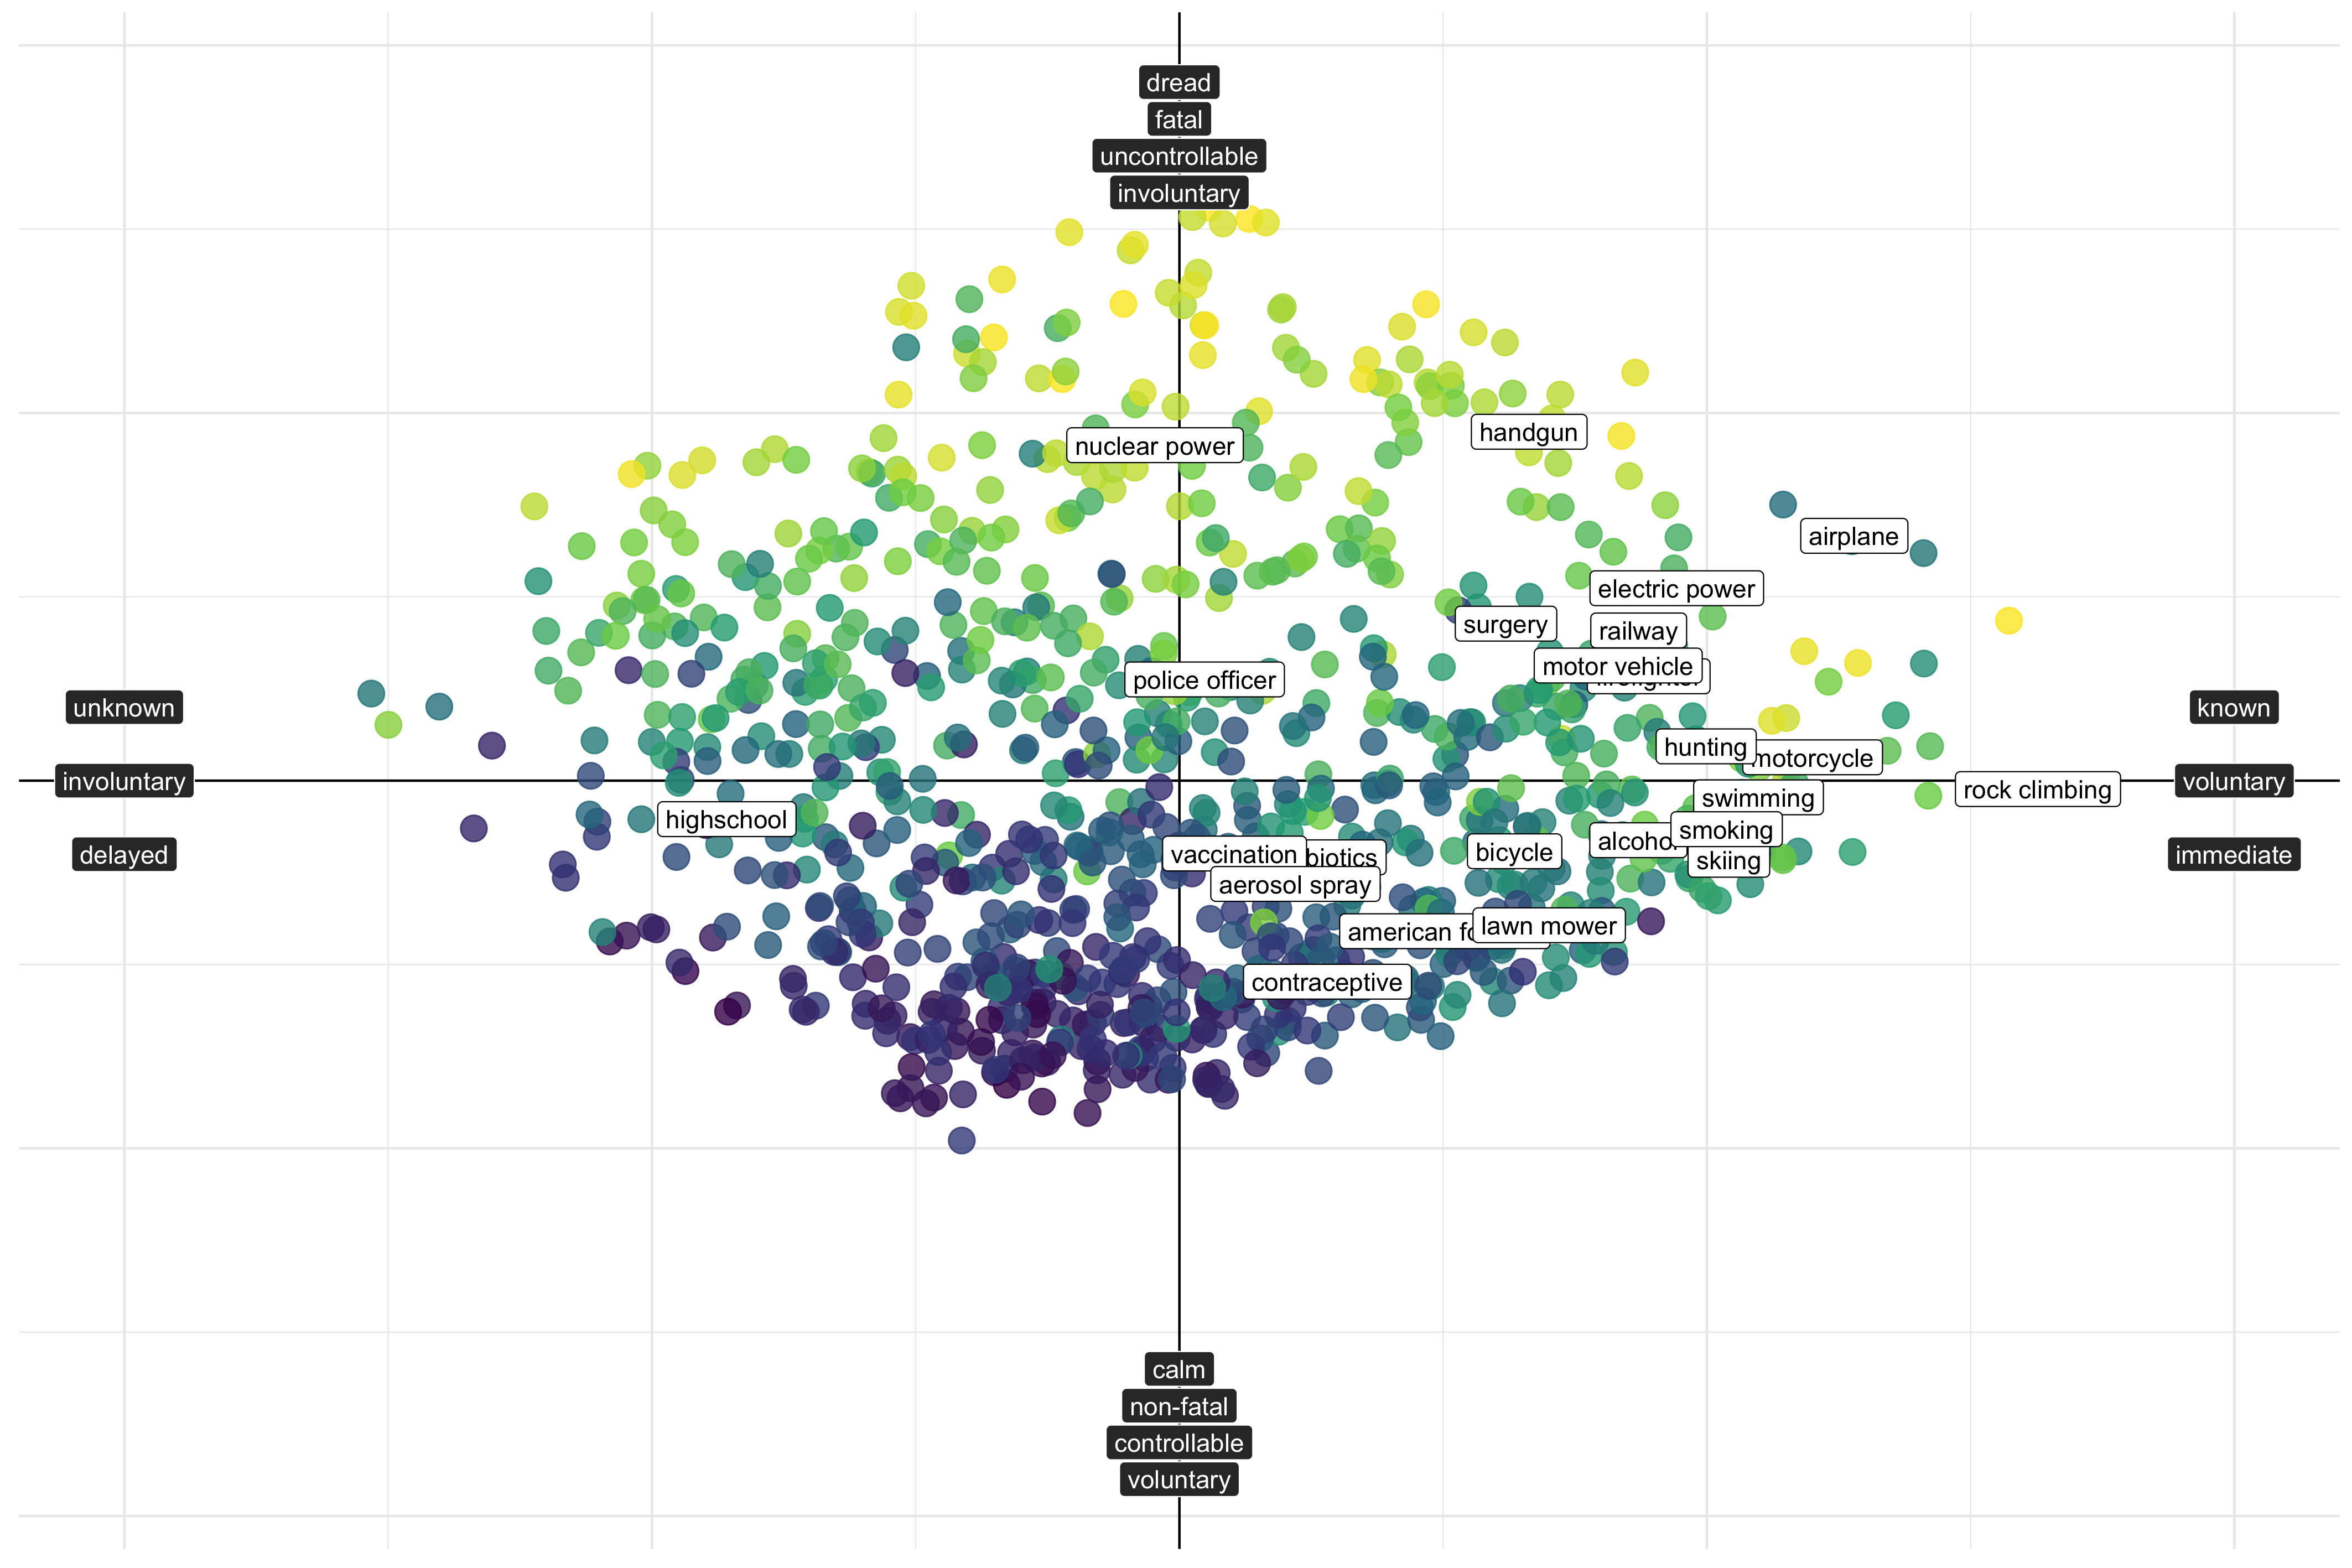 dread
fatal
uncontrollable
involuntary
handgun
nuclear power
airplane
electric power
surgery
railway
motor vehicle
police officer
unknown
known
hunting
motorcycle
involuntary
voluntary
rock climbing
swimming
highschool
smoking
alcohol
bicycle
delayed
vaccination
biotics
immediate
skiing
aerosol spray
american fo
lawn mower
contraceptive
calm
non-fatal
controllable
voluntary